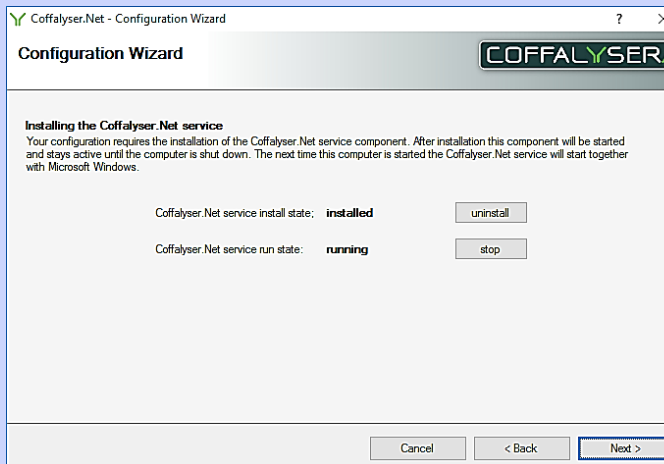 Coffalyser.Net - Configuration Wizard
?
Configuration Wizard
COFFALYSER
Installing the Coffalyser.Net service
Your configuration requires the installation of the Coffalyser.Net service component. After installation this component will be started
and stays active until the computer is shut down. The next time this computer is started the Coffalyser.Net service will start together
with Microsoft Windows.
Coffalyser.Net service install state; installed uninstall
Coffalyser.Net service run state: running stop
Cancel < Back Next >